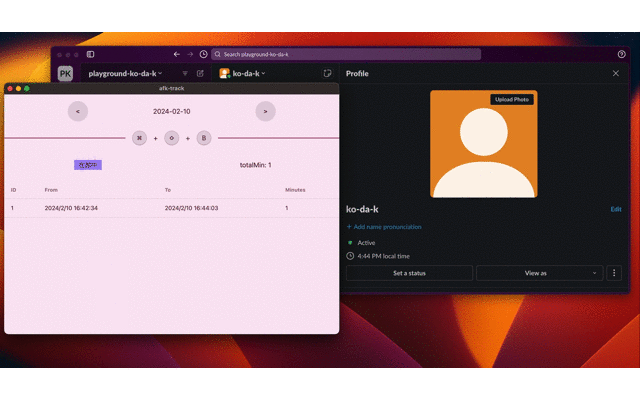 Search playground-ko-da-k
PK
playground-ko-da-k
ko-da-k
Profile
afk-track
Upload Photo
<
2024-02-10
>
⌘ + ⇧ + B
totalMin: 1
ID From To Minutes
1 2024/2/10 16:42:34 2024/2/10 16:44:03 1
ko-da-k
Edit
+ Add name pronunciation
Active
4:44 PM local time
Set a status
View as